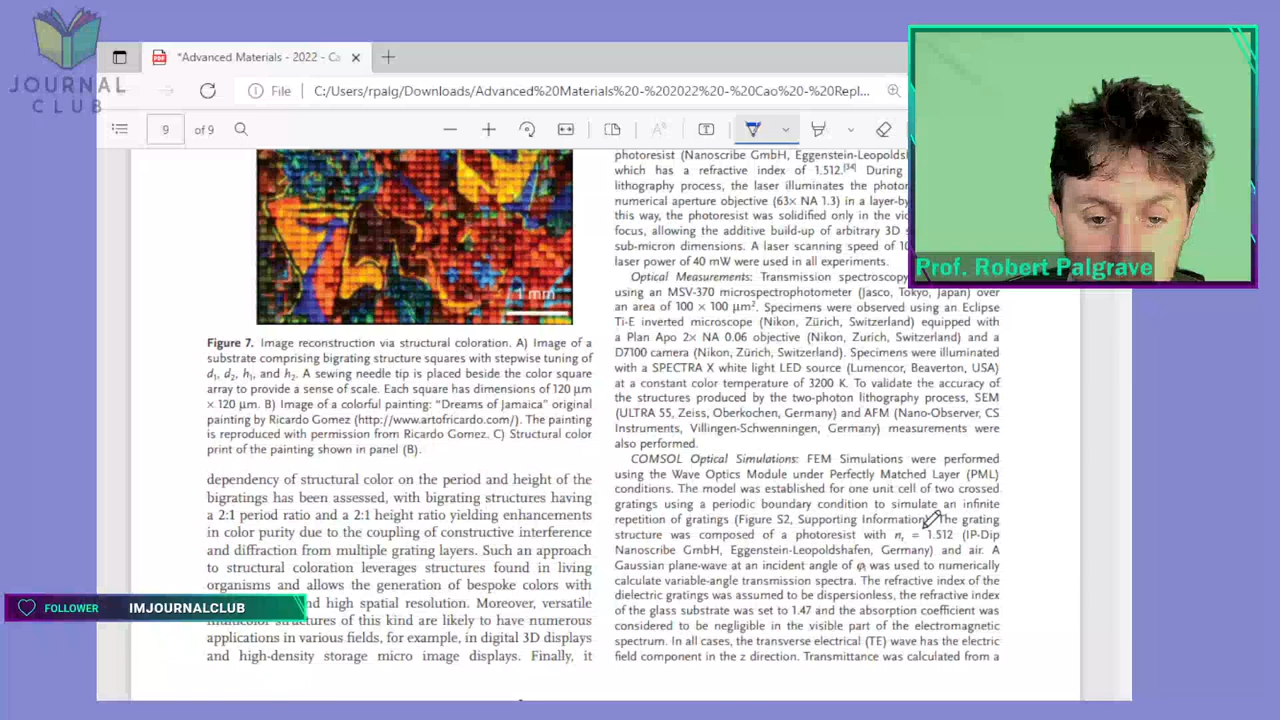 JOURNAL
CLUB
"Advanced Materials - 2022 - Ca
File
C:/Users/rpalg/Downloads/Advanced%20Materials%20-%202022%20-%20Cao%20-%20Repl...
9
of 9
1 mm
Figure 7. Image reconstruction via structural coloration. A) Image of a
substrate comprising bigrating structure squares with stepwise tuning of
d1, d2, h1, and h2. A sewing needle tip is placed beside the color square
array to provide a sense of scale. Each square has dimensions of 120 µm
× 120 µm. B) Image of a colorful painting: “Dreams of Jamaica” original
painting by Ricardo Gomez (http://www.artofricardo.com/). The painting
is reproduced with permission from Ricardo Gomez. C) Structural color
print of the painting shown in panel (B).
dependency of structural color on the period and height of the
bigratings has been assessed, with bigrating structures having
a 2:1 period ratio and a 2:1 height ratio yielding enhancements
in color purity due to the coupling of constructive interference
and diffraction from multiple grating layers. Such an approach
to structural coloration leverages structures found in living
organisms and allows the generation of bespoke colors with
nd high spatial resolution. Moreover, versatile
multicolor structures of this kind are likely to have numerous
applications in various fields, for example, in digital 3D displays
and high-density storage micro image displays. Finally, it
photoresist (Nanoscribe GmbH, Eggenstein-Leopoldsh
which has a refractive index of 1.512.[34] During
lithography process, the laser illuminates the photor
numerical aperture objective (63× NA 1.3) in a layer-by
this way, the photoresist was solidified only in the vic
focus, allowing the additive build-up of arbitrary 3D s
sub-micron dimensions. A laser scanning speed of 10
laser power of 40 mW were used in all experiments.
Optical Measurements: Transmission spectroscopy
using an MSV-370 microspectrophotometer (Jasco, Tokyo, Japan) over
an area of 100 × 100 µm2. Specimens were observed using an Eclipse
Ti-E inverted microscope (Nikon, Zürich, Switzerland) equipped with
a Plan Apo 2× NA 0.06 objective (Nikon, Zurich, Switzerland) and a
D7100 camera (Nikon, Zürich, Switzerland). Specimens were illuminated
with a SPECTRA X white light LED source (Lumencor, Beaverton, USA)
at a constant color temperature of 3200 K. To validate the accuracy of
the structures produced by the two-photon lithography process, SEM
(ULTRA 55, Zeiss, Oberkochen, Germany) and AFM (Nano-Observer, CS
Instruments, Villingen-Schwenningen, Germany) measurements were
also performed.
COMSOL Optical Simulations: FEM Simulations were performed
using the Wave Optics Module under Perfectly Matched Layer (PML)
conditions. The model was established for one unit cell of two crossed
gratings using a periodic boundary condition to simulate an infinite
repetition of gratings (Figure S2, Supporting Information). The grating
structure was composed of a photoresist with nr = 1.512 (IP-Dip
Nanoscribe GmbH, Eggenstein-Leopoldshafen, Germany) and air. A
Gaussian plane-wave at an incident angle of φi was used to numerically
calculate variable-angle transmission spectra. The refractive index of the
dielectric gratings was assumed to be dispersionless, the refractive index
of the glass substrate was set to 1.47 and the absorption coefficient was
considered to be negligible in the visible part of the electromagnetic
spectrum. In all cases, the transverse electrical (TE) wave has the electric
field component in the z direction. Transmittance was calculated from a
Prof. Robert Palgrave
FOLLOWER
IMJOURNALCLUB